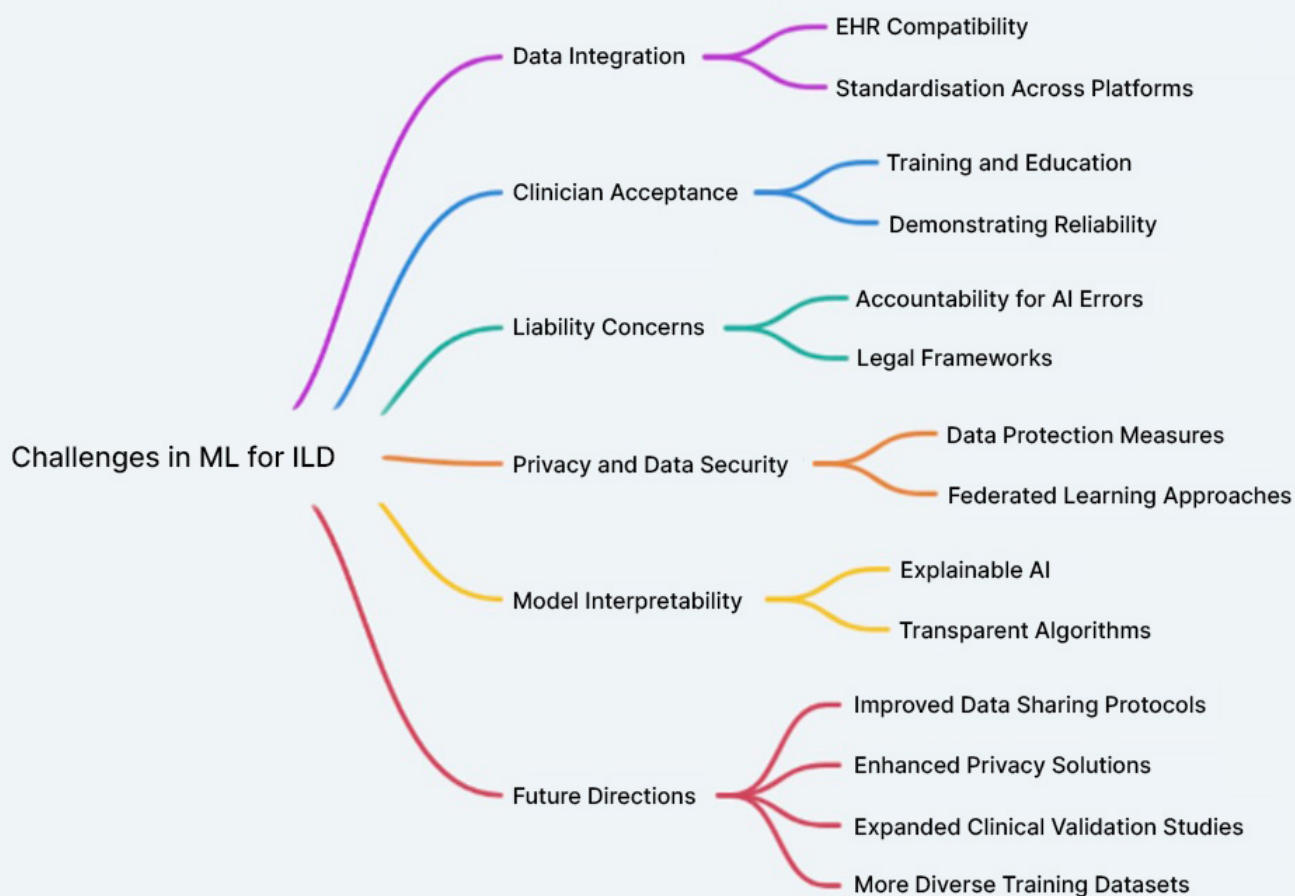 Challenges in ML for ILD
Data Integration
EHR Compatibility
Standardisation Across Platforms
Clinician Acceptance
Training and Education
Demonstrating Reliability
Liability Concerns
Accountability for AI Errors
Legal Frameworks
Privacy and Data Security
Data Protection Measures
Federated Learning Approaches
Model Interpretability
Explainable AI
Transparent Algorithms
Future Directions
Improved Data Sharing Protocols
Enhanced Privacy Solutions
Expanded Clinical Validation Studies
More Diverse Training Datasets